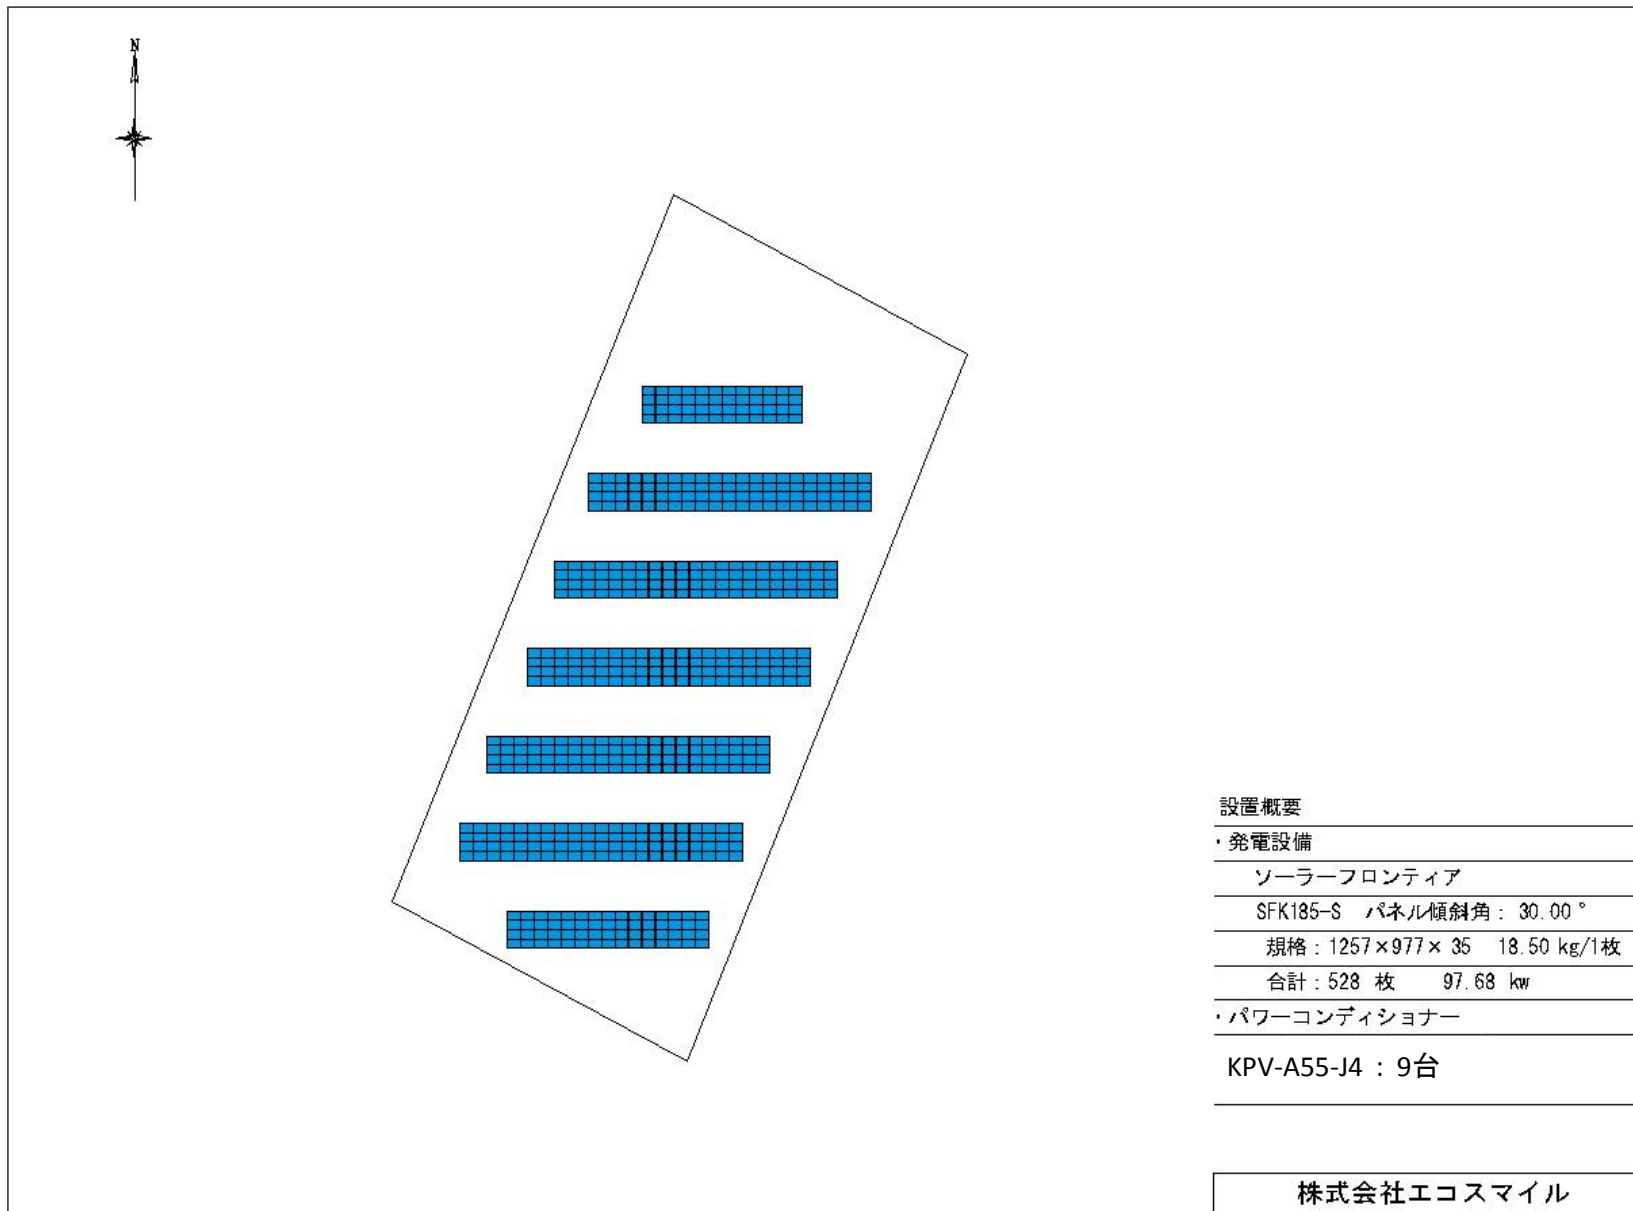 N
設置概要
・発電設備
ソーラーフロンティア
SFK185-S パネル傾斜角：30.00°
規格：1257×977×35 18.50 kg/1枚
合計：528 枚 97.68 kw
・パワーコンディショナー
KPV-A55-J4 ： 9台
株式会社エコスマイル